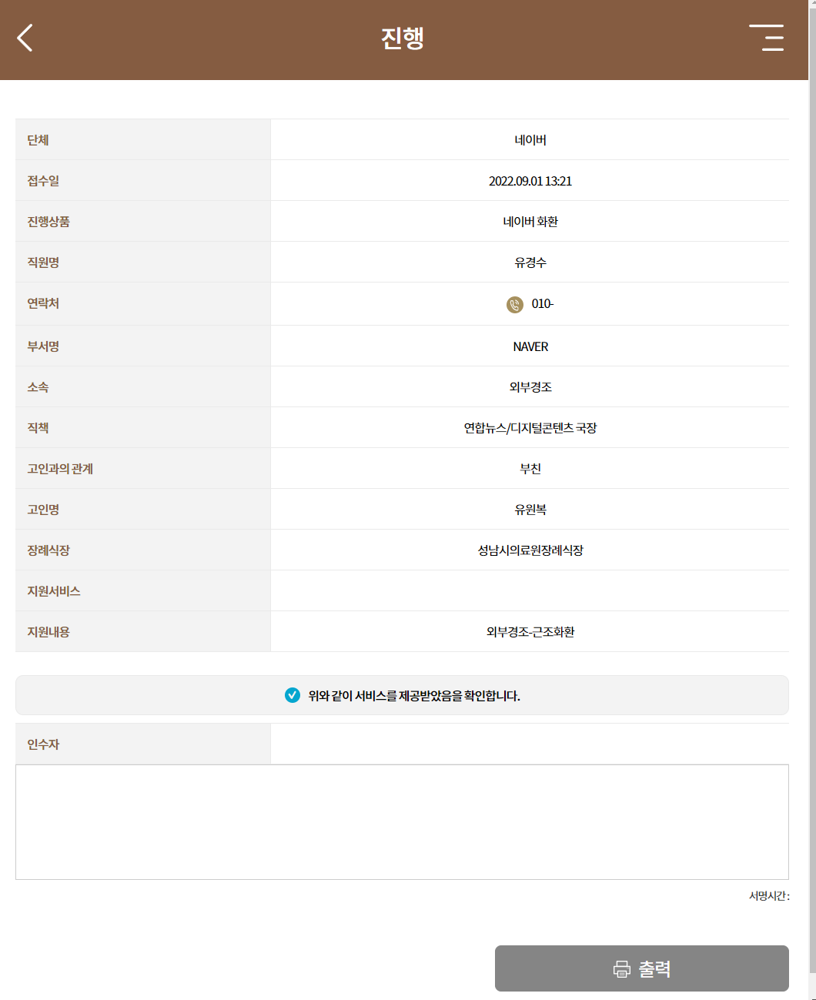 진행
단체 네이버
접수일 2022.09.01 13:21
진행상품 네이버 화환
직원명 유경수
연락처 010-
부서명 NAVER
소속 외부경조
직책 연합뉴스/디지털콘텐츠 국장
고인과의 관계 부친
고인명 유원복
장례식장 성남시의료원장례식장
지원서비스
지원내용 외부경조-근조화환
위와 같이 서비스를 제공받았음을 확인합니다.
인수자
서명시간 :
출력